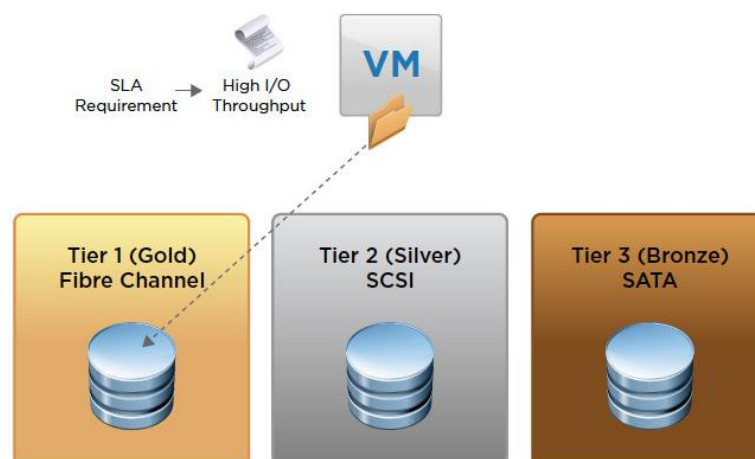 SLA
Requirement
High I/O
Throughput
VM
Tier 1 (Gold)
Fibre Channel
Tier 2 (Silver)
SCSI
Tier 3 (Bronze)
SATA